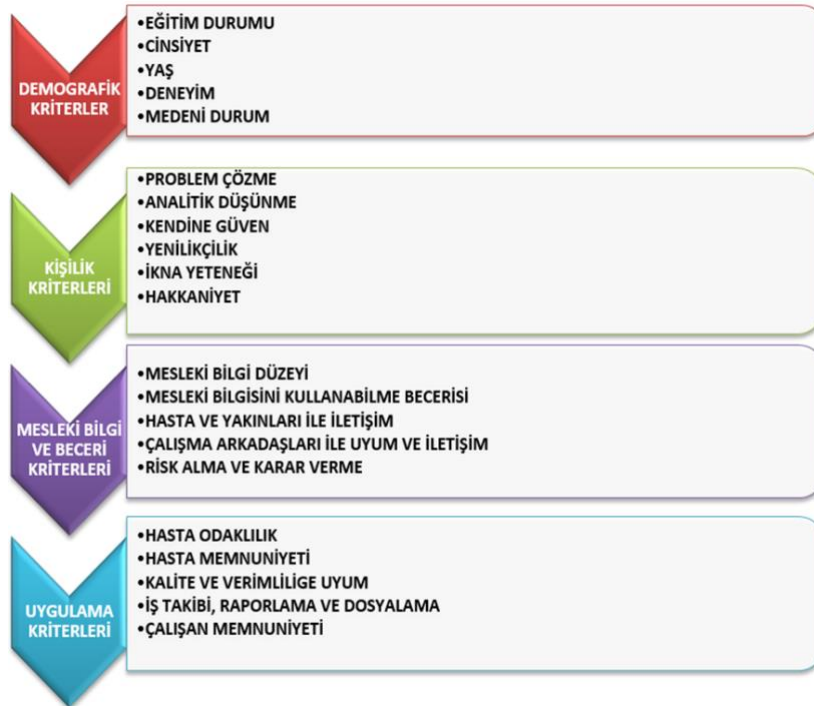 DEMOGRAFİK
KRİTERLER
•EĞİTİM DURUMU
•CİNSİYET
•YAŞ
•DENEYİM
•MEDENİ DURUM
KİŞİLİK
KRİTERLERİ
•PROBLEM ÇÖZME
•ANALİTİK DÜŞÜNME
•KENDİNE GÜVEN
•YENİLİKÇİLİK
•İKNA YETENEĞİ
•HAKKANİYET
MESLEKİ BİLGİ
VE BECERİ
KRİTERLERİ
•MESLEKİ BİLGİ DÜZEYİ
•MESLEKİ BİLGİSİNİ KULLANABİLME BECERİSİ
•HASTA VE YAKINLARI İLE İLETİŞİM
•ÇALIŞMA ARKADAŞLARI İLE UYUM VE İLETİŞİM
•RİSK ALMA VE KARAR VERME
UYGULAMA
KRİTERLERİ
•HASTA ODAKLILIK
•HASTA MEMNUNİYETİ
•KALİTE VE VERİMLİLİGE UYUM
•İŞ TAKİBİ, RAPORLAMA VE DOSYALAMA
•ÇALIŞAN MEMNUNİYETİ